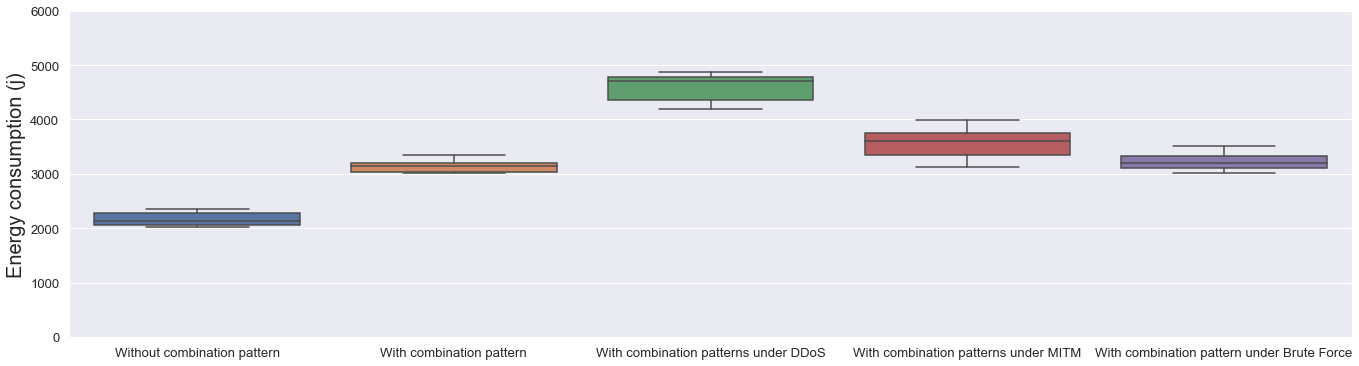 Energy consumption (j)
6000
5000
4000
3000
2000
1000
0
Without combination pattern
With combination pattern
With combination patterns under DDoS
With combination patterns under MITM
With combination pattern under Brute Force